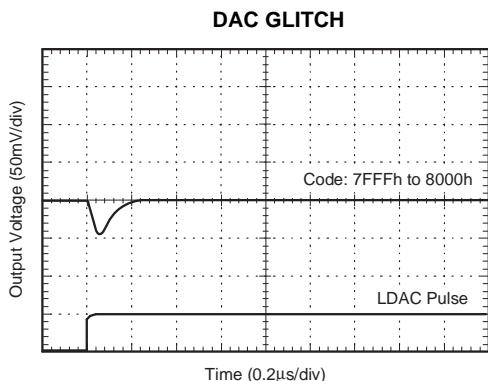 DAC GLITCH
Output Voltage (50mV/div)
Code: 7FFFh to 8000h
LDAC Pulse
Time (0.2µs/div)